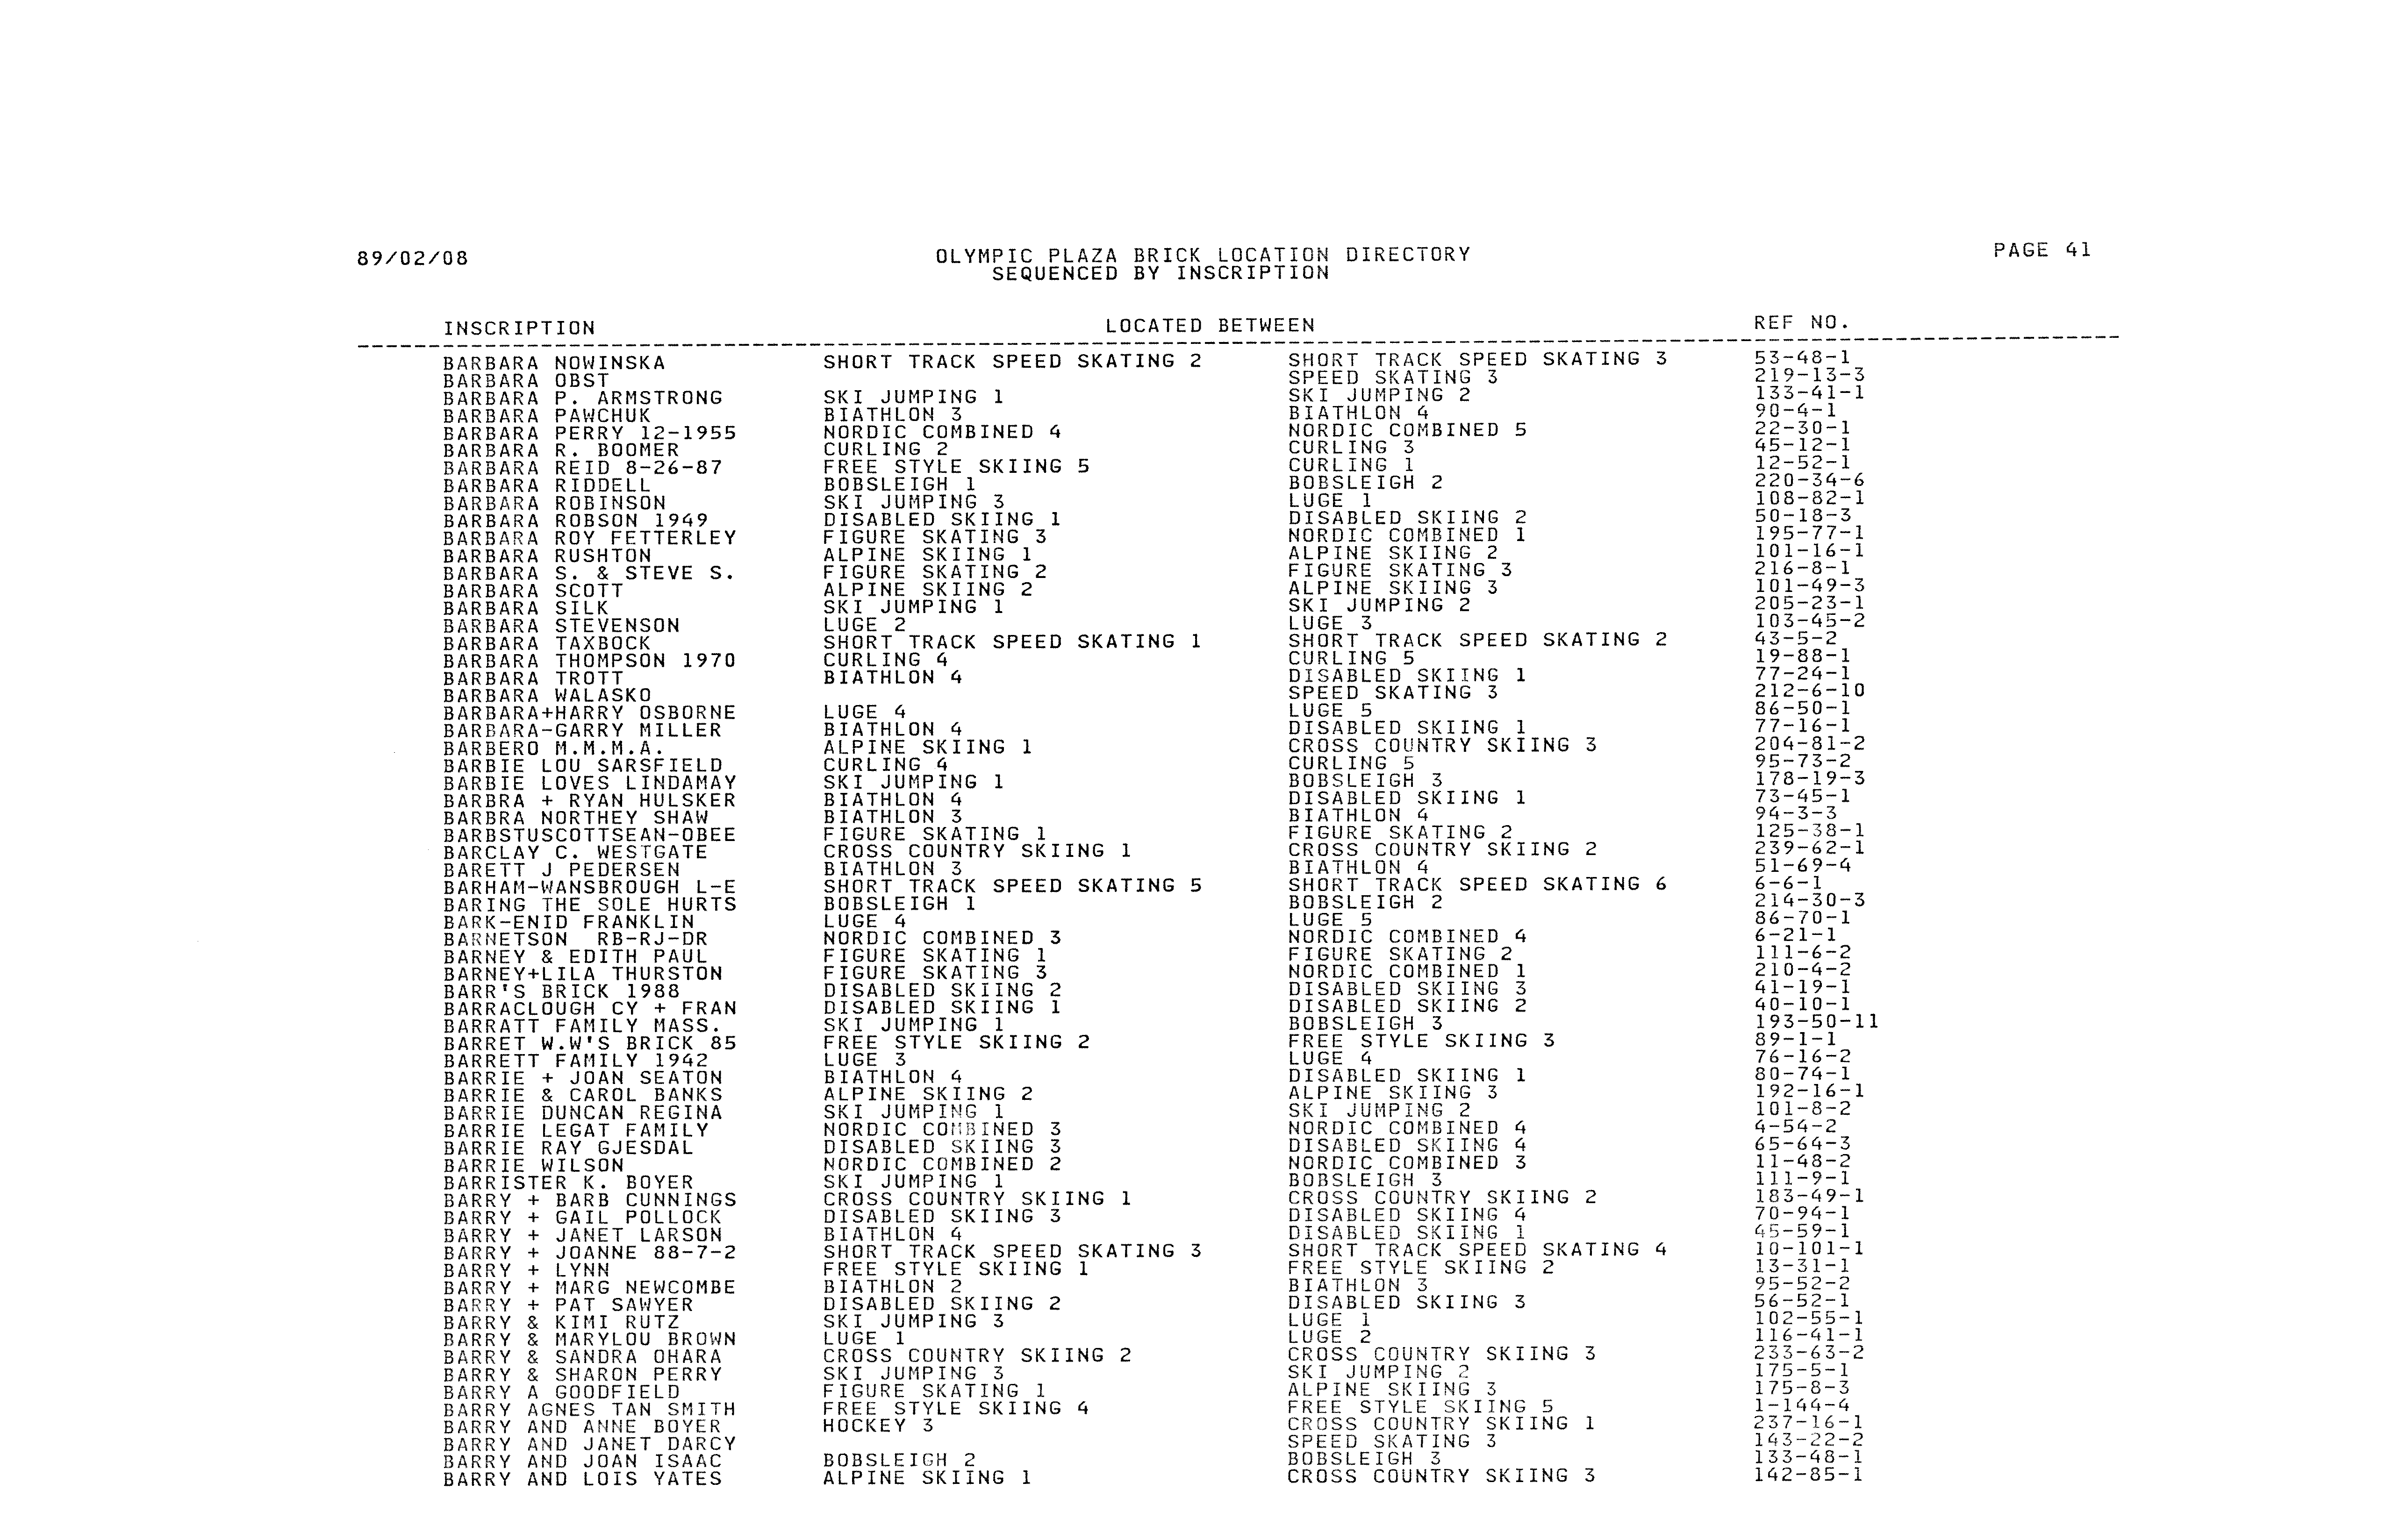 89/02/08 OLYMPIC PLAZA BRICK LOCATION DIRECTORY PAGE 41
SEQUENCED BY INSCRIPTION
INSCRIPTION LOCATED BETWEEN REF NO.
BARBARA NOWINSKA SHORT TRACK SPEED SKATING 2 SHORT TRACK SPEED SKATING 3 53-48-1
BARBARA OBST SPEED SKATING 3 219-13-3
BARBARA P. ARMSTRONG SKI JUMPING 1 SKI JUMPING 2 133-41-1
BARBARA PAWCHUK BIATHLON 3 BIATHLON 4 90-4-1
BARBARA PERRY 12-1955 NORDIC COMBINED 4 NORDIC COMBINED 5 22-30-1
BARBARA R. BOOMER CURLING 2 CURLING 3 45-12-1
BARBARA REID 8-26-87 FREE STYLE SKIING 5 CURLING 1 12-52-1
BARBARA RIDDELL BOBSLEIGH 1 BOBSLEIGH 2 220-34-6
BARBARA ROBINSON SKI JUMPING 3 LUGE 1 108-82-1
BARBARA ROBSON 1949 DISABLED SKIING 1 DISABLED SKIING 2 50-18-3
BARBARA ROY FETTERLEY FIGURE SKATING 3 NORDIC COMBINED 1 195-77-1
BARBARA RUSHTON ALPINE SKIING 1 ALPINE SKIING 2 101-16-1
BARBARA S. & STEVE S. FIGURE SKATING 2 FIGURE SKATING 3 216-8-1
BARBARA SCOTT ALPINE SKIING 2 ALPINE SKIING 3 101-49-3
BARBARA SILK SKI JUMPING 1 SKI JUMPING 2 205-23-1
BARBARA STEVENSON LUGE 2 LUGE 3 103-45-2
BARBARA TAXBOCK SHORT TRACK SPEED SKATING 1 SHORT TRACK SPEED SKATING 2 43-5-2
BARBARA THOMPSON 1970 CURLING 4 CURLING 5 19-88-1
BARBARA TROTT BIATHLON 4 DISABLED SKIING 1 77-24-1
BARBARA WALASKO SPEED SKATING 3 212-6-10
BARBARA+HARRY OSBORNE LUGE 4 LUGE 5 86-50-1
BARBARA-GARRY MILLER BIATHLON 4 DISABLED SKIING 1 77-16-1
BARBERO M.M.M.A. ALPINE SKIING 1 CROSS COUNTRY SKIING 3 204-81-2
BARBIE LOU SARSFIELD CURLING 4 CURLING 5 95-73-2
BARBIE LOVES LINDAMAY SKI JUMPING 1 BOBSLEIGH 3 178-19-3
BARBRA + RYAN HULSKER BIATHLON 4 DISABLED SKIING 1 73-45-1
BARBRA NORTHEY SHAW BIATHLON 3 BIATHLON 4 94-3-3
BARBSTUSCOTTSEAN-OBEE FIGURE SKATING 1 FIGURE SKATING 2 125-38-1
BARCLAY C. WESTGATE CROSS COUNTRY SKIING 1 CROSS COUNTRY SKIING 2 239-62-1
BARETT J PEDERSEN BIATHLON 3 BIATHLON 4 51-69-4
BARHAM-WANSBROUGH L-E SHORT TRACK SPEED SKATING 5 SHORT TRACK SPEED SKATING 6 6-6-1
BARING THE SOLE HURTS BOBSLEIGH 1 BOBSLEIGH 2 214-30-3
BARK-ENID FRANKLIN LUGE 4 LUGE 5 86-70-1
BARNETSON RB-RJ-DR NORDIC COMBINED 3 NORDIC COMBINED 4 6-21-1
BARNEY & EDITH PAUL FIGURE SKATING 1 FIGURE SKATING 2 111-6-2
BARNEY+LILA THURSTON FIGURE SKATING 3 NORDIC COMBINED 1 210-4-2
BARR'S BRICK 1988 DISABLED SKIING 2 DISABLED SKIING 3 41-19-1
BARRACLOUGH CY + FRAN DISABLED SKIING 1 DISABLED SKIING 2 40-10-1
BARRATT FAMILY MASS. SKI JUMPING 1 BOBSLEIGH 3 193-50-11
BARRET W.W'S BRICK 85 FREE STYLE SKIING 2 FREE STYLE SKIING 3 89-1-1
BARRETT FAMILY 1942 LUGE 3 LUGE 4 76-16-2
BARRIE + JOAN SEATON BIATHLON 4 DISABLED SKIING 1 80-74-1
BARRIE & CAROL BANKS ALPINE SKIING 2 ALPINE SKIING 3 192-16-1
BARRIE DUNCAN REGINA SKI JUMPING 1 SKI JUMPING 2 101-8-2
BARRIE LEGAT FAMILY NORDIC COMBINED 3 NORDIC COMBINED 4 4-54-2
BARRIE RAY GJESDAL DISABLED SKIING 3 DISABLED SKIING 4 65-64-3
BARRIE WILSON NORDIC COMBINED 2 NORDIC COMBINED 3 11-48-2
BARRISTER K. BOYER SKI JUMPING 1 BOBSLEIGH 3 111-9-1
BARRY + BARB CUNNINGS CROSS COUNTRY SKIING 1 CROSS COUNTRY SKIING 2 183-49-1
BARRY + GAIL POLLOCK DISABLED SKIING 3 DISABLED SKIING 4 70-94-1
BARRY + JANET LARSON BIATHLON 4 DISABLED SKIING 1 45-59-1
BARRY + JOANNE 88-7-2 SHORT TRACK SPEED SKATING 3 SHORT TRACK SPEED SKATING 4 10-101-1
BARRY + LYNN FREE STYLE SKIING 1 FREE STYLE SKIING 2 13-31-1
BARRY + MARG NEWCOMBE BIATHLON 2 BIATHLON 3 95-52-2
BARRY + PAT SAWYER DISABLED SKIING 2 DISABLED SKIING 3 56-52-1
BARRY & KIMI RUTZ SKI JUMPING 3 LUGE 1 102-55-1
BARRY & MARYLOU BROWN LUGE 1 LUGE 2 116-41-1
BARRY & SANDRA OHARA CROSS COUNTRY SKIING 2 CROSS COUNTRY SKIING 3 233-63-2
BARRY & SHARON PERRY SKI JUMPING 3 SKI JUMPING 2 175-5-1
BARRY A GOODFIELD FIGURE SKATING 1 ALPINE SKIING 3 175-8-3
BARRY AGNES TAN SMITH FREE STYLE SKIING 4 FREE STYLE SKIING 5 1-144-4
BARRY AND ANNE BOYER HOCKEY 3 CROSS COUNTRY SKIING 1 237-16-1
BARRY AND JANET DARCY SPEED SKATING 3 143-22-2
BARRY AND JOAN ISAAC BOBSLEIGH 2 BOBSLEIGH 3 133-48-1
BARRY AND LOIS YATES ALPINE SKIING 1 CROSS COUNTRY SKIING 3 142-85-1